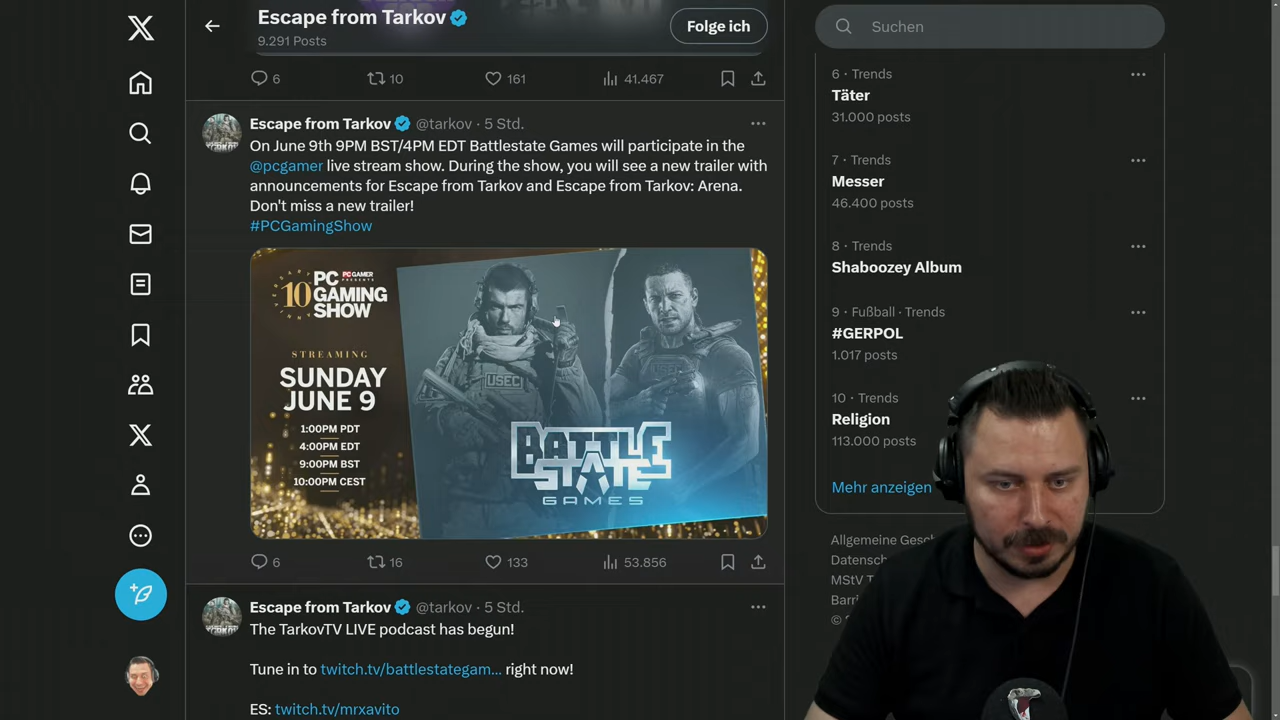 Escape from Tarkov
9.291 Posts
Folge ich
Suchen
6
10
161
41.467
Escape from Tarkov @tarkov · 5 Std.
On June 9th 9PM BST/4PM EDT Battlestate Games will participate in the
@pcgamer live stream show. During the show, you will see a new trailer with
announcements for Escape from Tarkov and Escape from Tarkov: Arena.
Don't miss a new trailer!
#PCGamingShow
10
PC GAMER
PRESENTS
PC
GAMING
SHOW
STREAMING
SUNDAY
JUNE 9
1:00PM PDT
4:00PM EDT
9:00PM BST
10:00PM CEST
USEC
BATTLE
STATE
GAMES
6
16
133
53.856
Escape from Tarkov @tarkov · 5 Std.
The TarkovTV LIVE podcast has begun!
Tune in to twitch.tv/battlestategam... right now!
ES: twitch.tv/mrxavito
6 · Trends
Täter
31.000 posts
7 · Trends
Messer
46.400 posts
8 · Trends
Shaboozey Album
9 · Fußball · Trends
#GERPOL
1.017 posts
10 · Trends
Religion
113.000 posts
Mehr anzeigen
Allgemeine Gesch
Datensch
MStV T
Barri